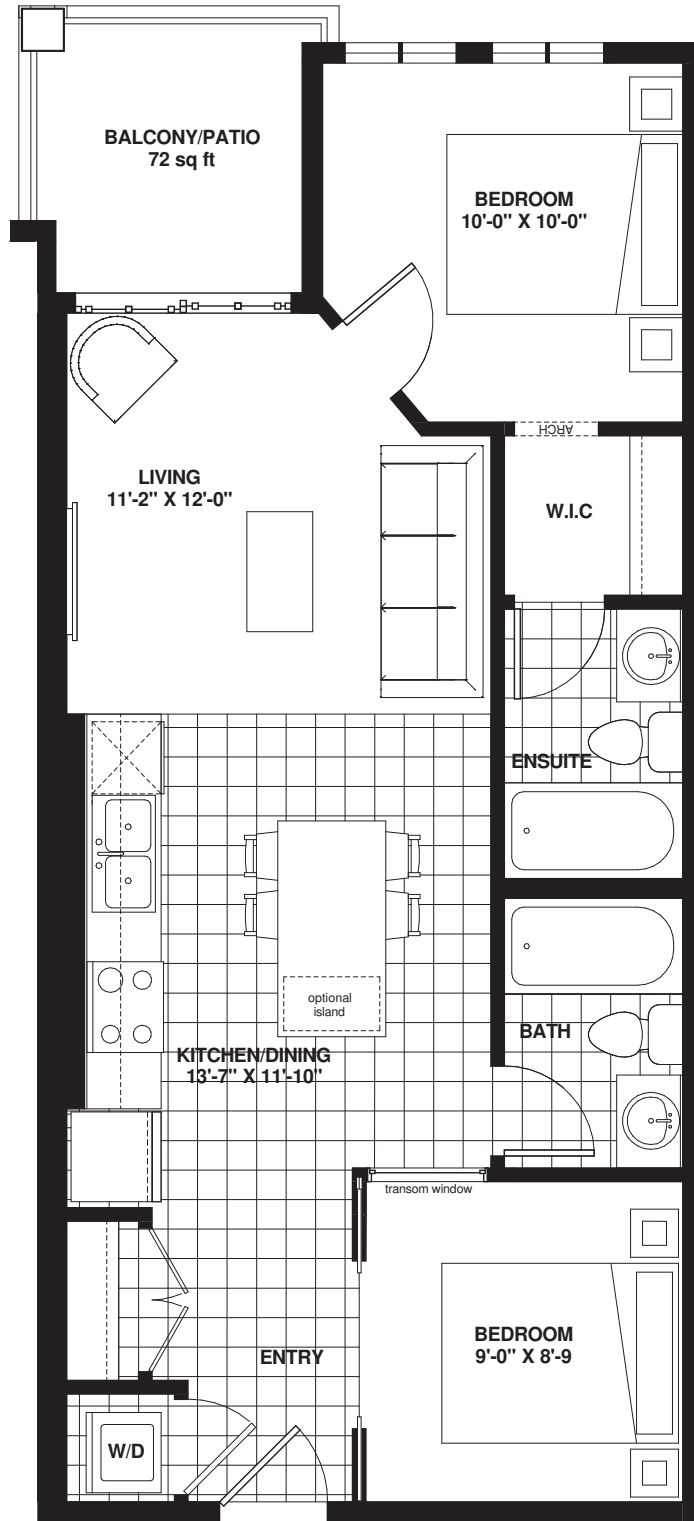 BALCONY/PATIO
72 sq ft
BEDROOM
10'-0" X 10'-0"
ARCH
LIVING
11'-2" X 12'-0"
W.I.C
ENSUITE
optional
island
BATH
KITCHEN/DINING
13'-7" X 11'-10"
transom window
BEDROOM
9'-0" X 8'-9
ENTRY
W/D